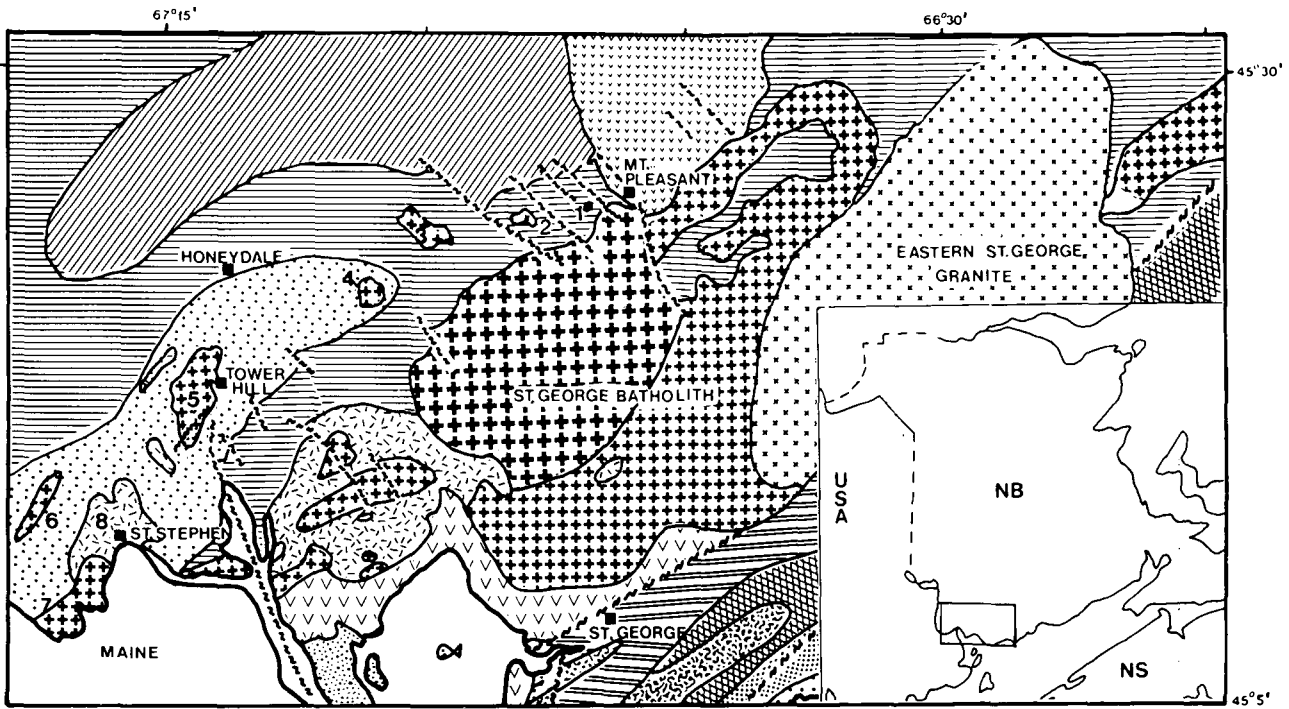 67°15'
66°30'
45°30'
MT.
PLEASANT
1
2
EASTERN ST.GEORGE
GRANITE
HONEYDALE
4
TOWER
HILL
5
ST. GEORGE BATHOLITH
USA
NB
6
8
ST. STEPHEN
7
ST. GEORGE
MAINE
NS
45°5'